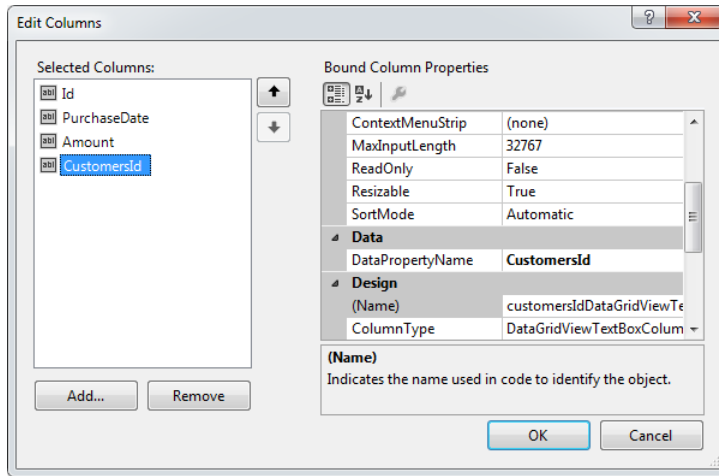 Edit Columns
Selected Columns:
Id
PurchaseDate
Amount
CustomersId
Add...
Remove
Bound Column Properties
ContextMenuStrip (none)
MaxInputLength 32767
ReadOnly False
Resizable True
SortMode Automatic
Data
DataPropertyName CustomersId
Design
(Name) customersIdDataGridViewTe
ColumnType DataGridViewTextBoxColum
(Name)
Indicates the name used in code to identify the object.
OK
Cancel